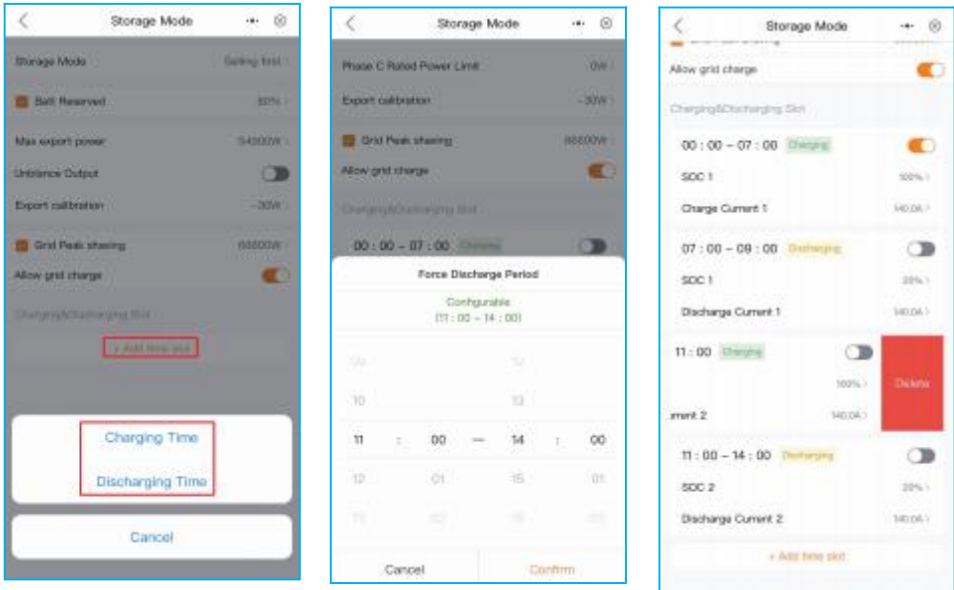 Storage Mode
Storage Mode Selling first
Batt Reserved 80%
Max export power 54000W
Unblance Output
Export calibration -30W
Grid Peak shaving 66600W
Allow grid charge
Charging&Discharging Slot
+ Add time slot
Charging Time
Discharging Time
Cancel
Storage Mode
Phase C Rated Power Limit 0W
Export calibration -30W
Grid Peak shaving 66600W
Allow grid charge
Charging&Discharging Slot
00 : 00 - 07 : 00 Charging
Force Discharge Period
Configurable
(11 : 00 - 14 : 00)
09 12
10 13
11 : 00 — 14 : 00
12 01 15 01
Cancel Confirm
Storage Mode
Allow grid charge
Charging&Discharging Slot
00 : 00 - 07 : 00 Charging
SOC 1 100%
Charge Current 1 140.0A
07 : 00 - 09 : 00 Discharging
SOC 1 20%
Discharge Current 1 140.0A
11 : 00 Charging
100%
Delete
rrent 2 140.0A
11 : 00 - 14 : 00 Discharging
SOC 2 20%
Discharge Current 2 140.0A
+ Add time slot